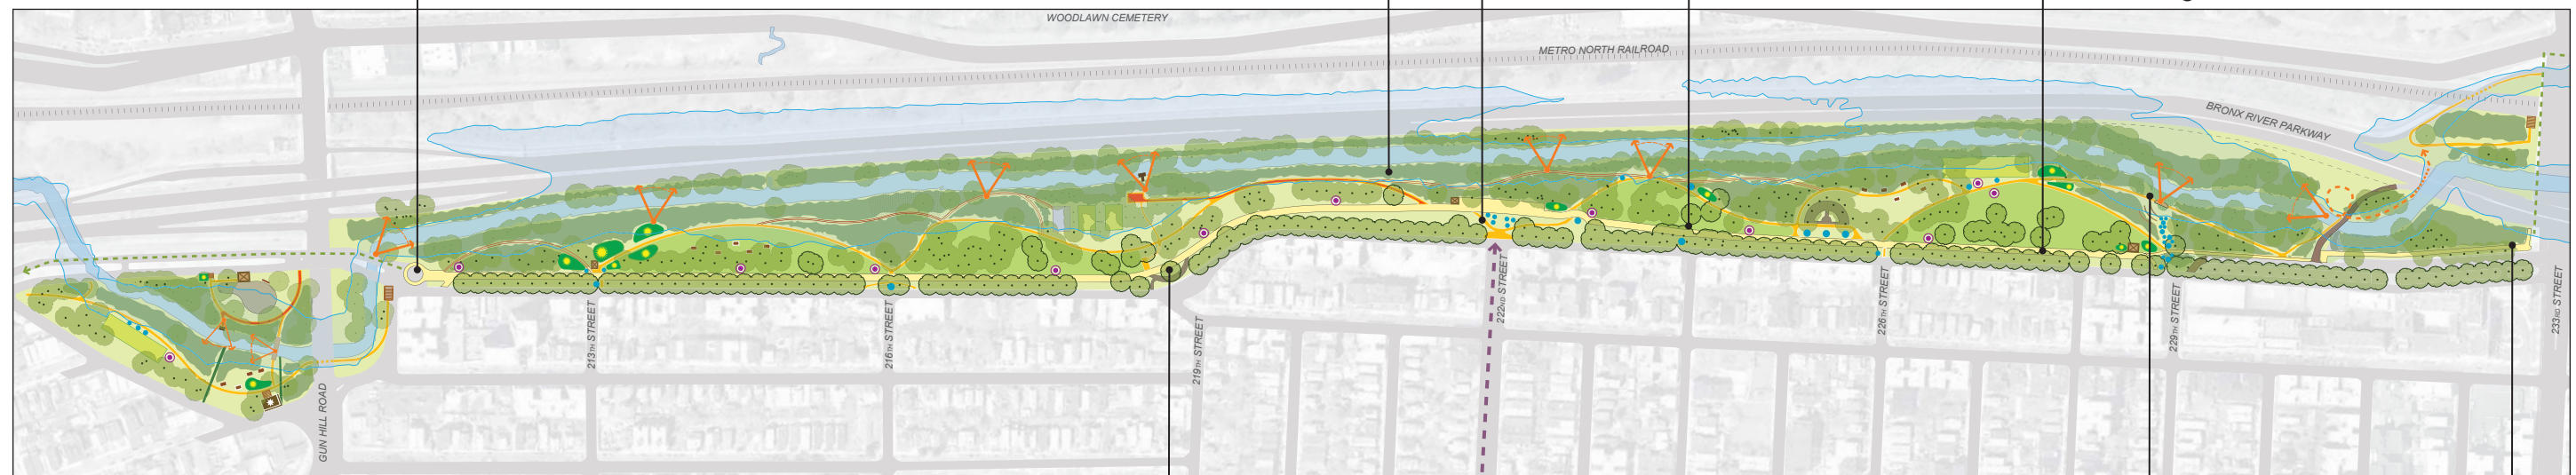 WOODLAWN CEMETERY
METRO NORTH RAILROAD
BRONX RIVER PARKWAY
GUN HILL ROAD
213TH STREET
216TH STREET
219TH STREET
222ND STREET
226TH STREET
229TH STREET
233RD STREET